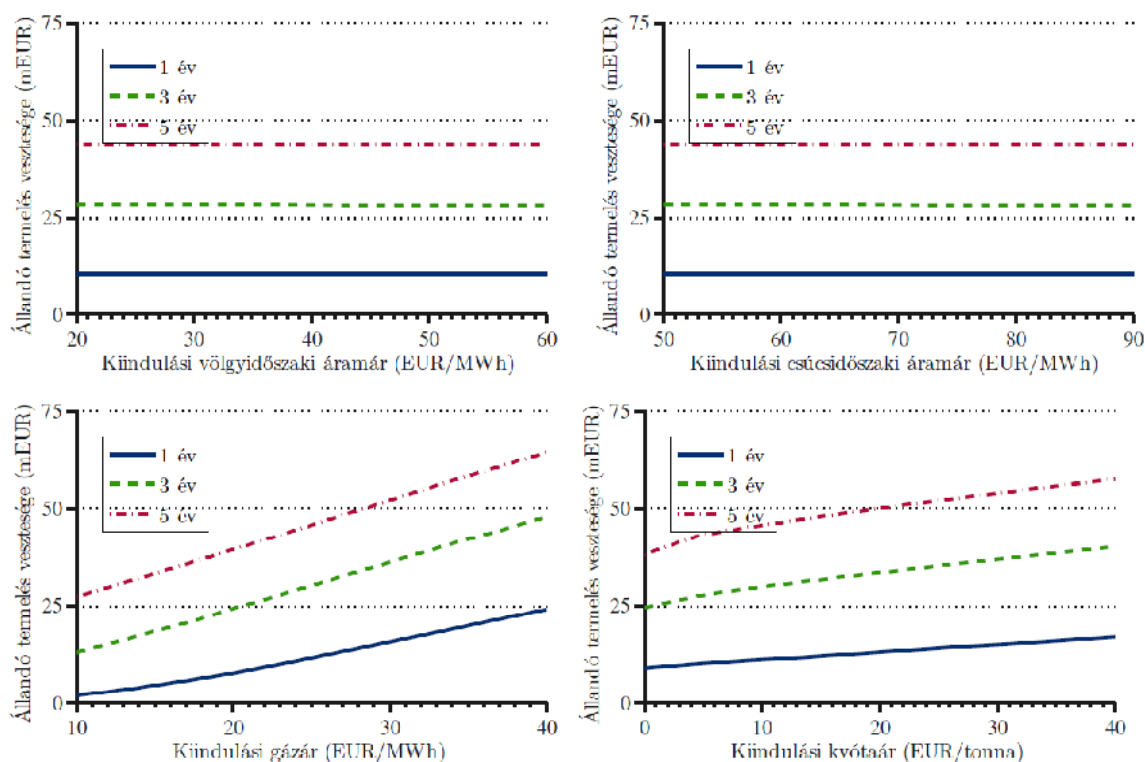 Állandó termelés vesztesége (mEUR)
75
50
25
0
1 év
3 év
5 év
20 30 40 50 60
Kiindulási völgyidőszaki áramár (EUR/MWh)
Állandó termelés vesztesége (mEUR)
75
50
25
0
1 év
3 év
5 év
50 60 70 80 90
Kiindulási csúcsidőszaki áramár (EUR/MWh)
Állandó termelés vesztesége (mEUR)
75
50
25
0
1 év
3 év
5 év
10 20 30 40
Kiindulási gázár (EUR/MWh)
Állandó termelés vesztesége (mEUR)
75
50
25
0
1 év
3 év
5 év
0 10 20 30 40
Kiindulási kvótaár (EUR/tonna)